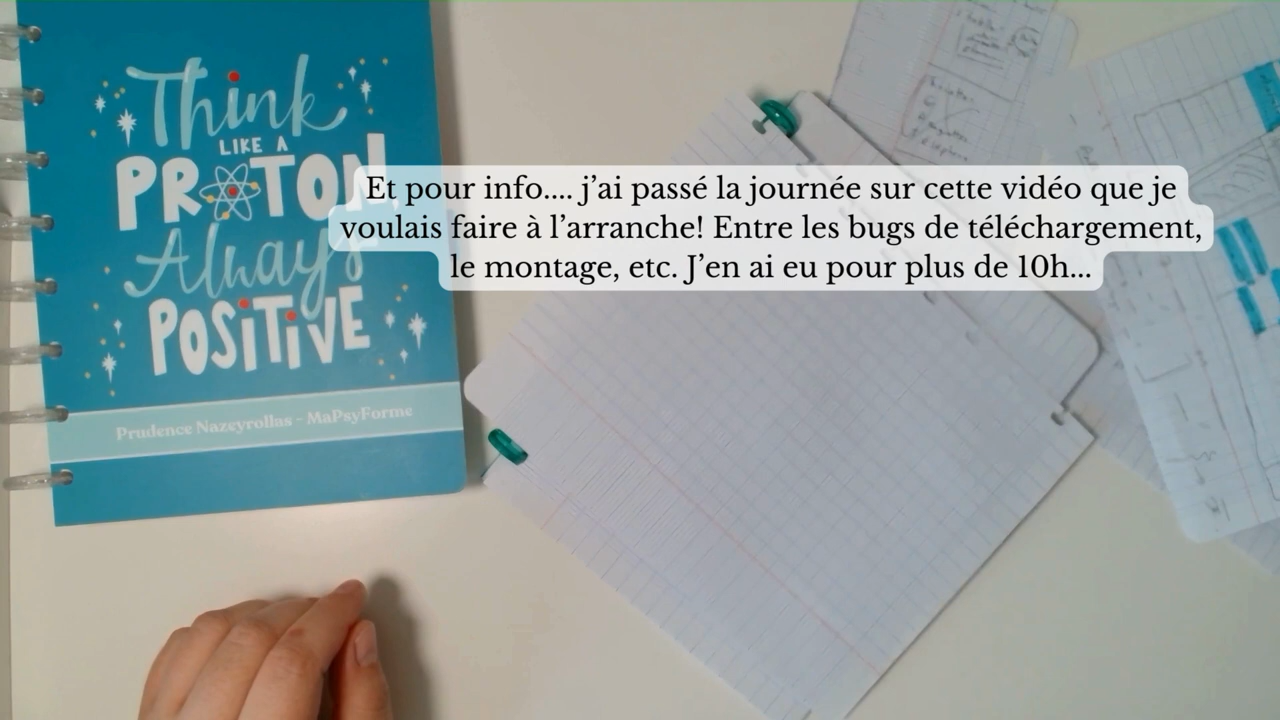 Think
LIKE A
PROTON
Always
POSITIVE
Prudence Nazeyrollas - MaPsyForme
Et pour info.... j’ai passé la journée sur cette vidéo que je
voulais faire à l’arranche! Entre les bugs de téléchargement,
le montage, etc. J’en ai eu pour plus de 10h...